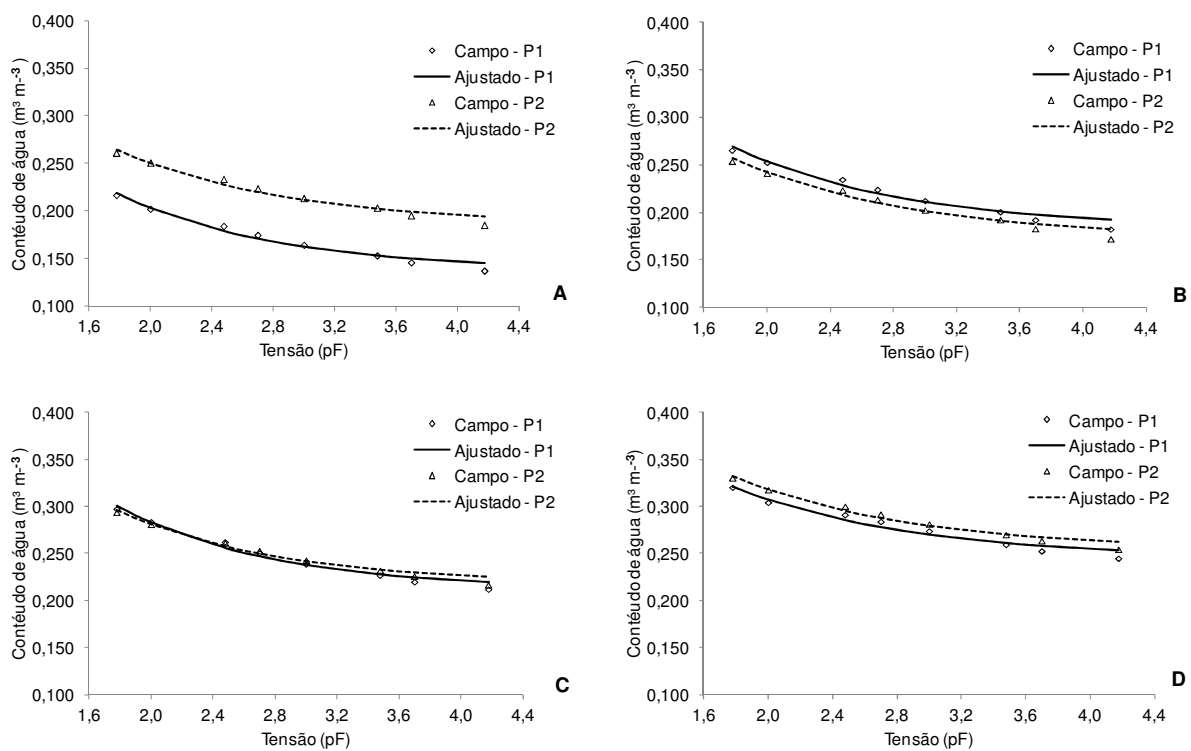 0,400
0,350
0,300
0,250
0,200
0,150
0,100
1,6 2,0 2,4 2,8 3,2 3,6 4,0 4,4
Contéudo de água (m³ m-³ )
Tensão (pF)
Campo - P1
Ajustado - P1
Campo - P2
Ajustado - P2
A
0,400
0,350
0,300
0,250
0,200
0,150
0,100
1,6 2,0 2,4 2,8 3,2 3,6 4,0 4,4
Contéudo de água (m³ m-³)
Tensão (pF)
Campo - P1
Ajustado - P1
Campo - P2
Ajustado - P2
B
0,400
0,350
0,300
0,250
0,200
0,150
0,100
1,6 2,0 2,4 2,8 3,2 3,6 4,0 4,4
Contéudo de água (m³ m-³ )
Tensão (pF)
Campo - P1
Ajustado - P1
Campo - P2
Ajustado - P2
C
0,400
0,350
0,300
0,250
0,200
0,150
0,100
1,6 2,0 2,4 2,8 3,2 3,6 4,0 4,4
Contéudo de água (m³ m-³)
Tensão (pF)
Campo - P1
Ajustado - P1
Campo - P2
Ajustado - P2
D